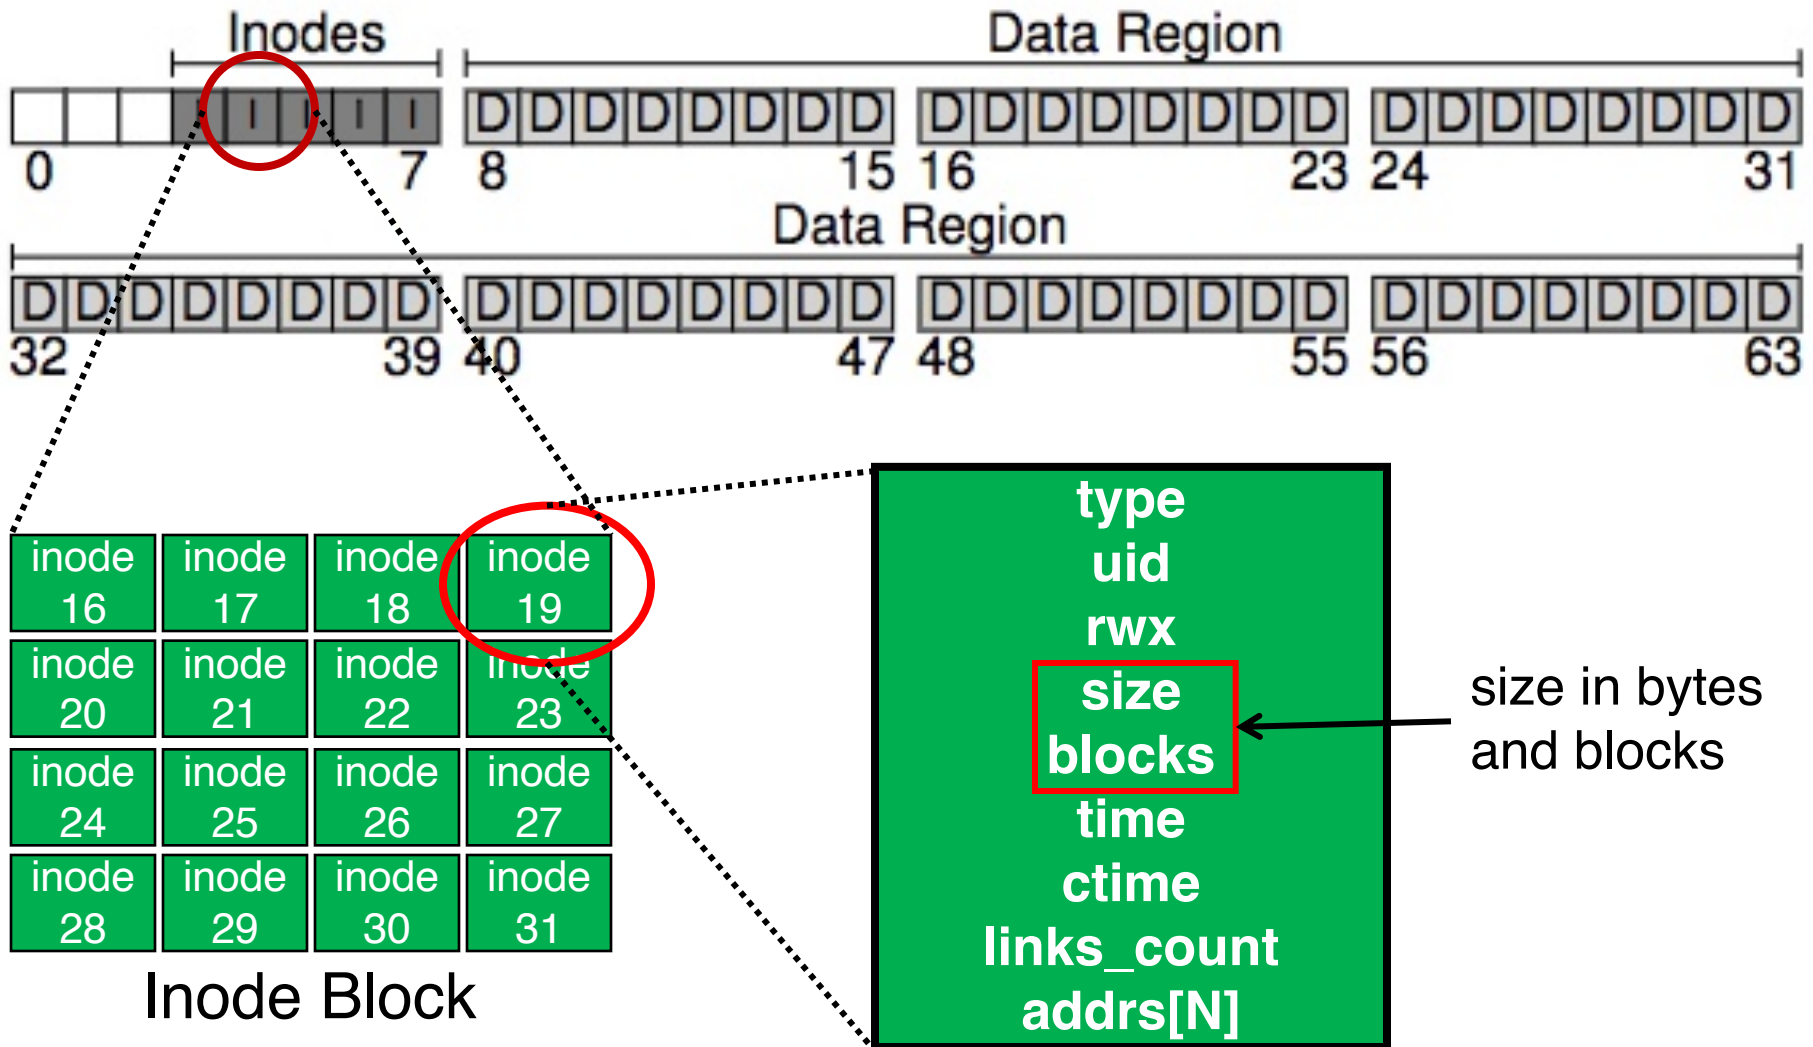 Inodes
Data Region
I I I I I D D D D D D D D D D D D D D D D D D D D D D D D
0 7 8 15 16 23 24 31
Data Region
D D D D D D D D D D D D D D D D D D D D D D D D D D D D D D D D
32 39 40 47 48 55 56 63
inode inode inode inode
16 17 18 19
inode inode inode inode
20 21 22 23
inode inode inode inode
24 25 26 27
inode inode inode inode
28 29 30 31
Inode Block
type
uid
rwx
size
blocks
time
ctime
links_count
addrs[N]
size in bytes
and blocks